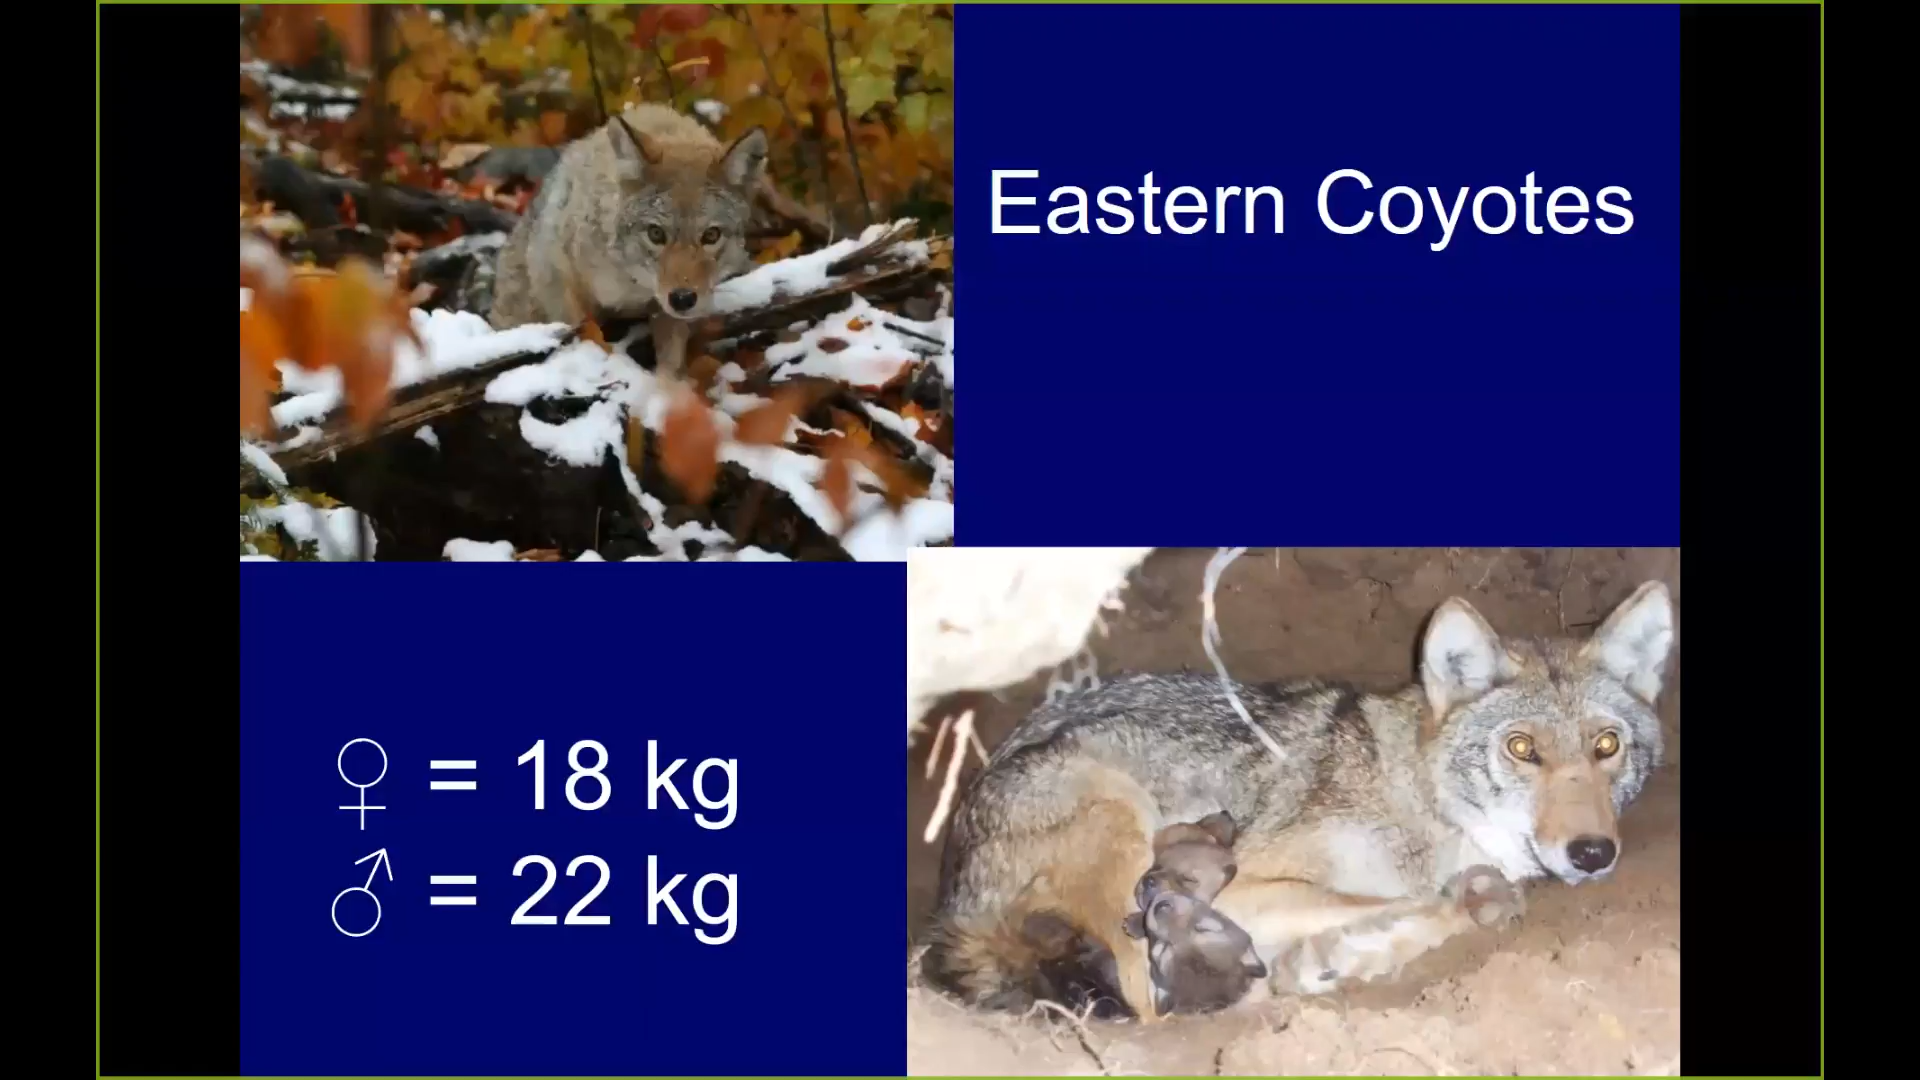 Eastern Coyotes
♀ = 18 kg
♂ = 22 kg